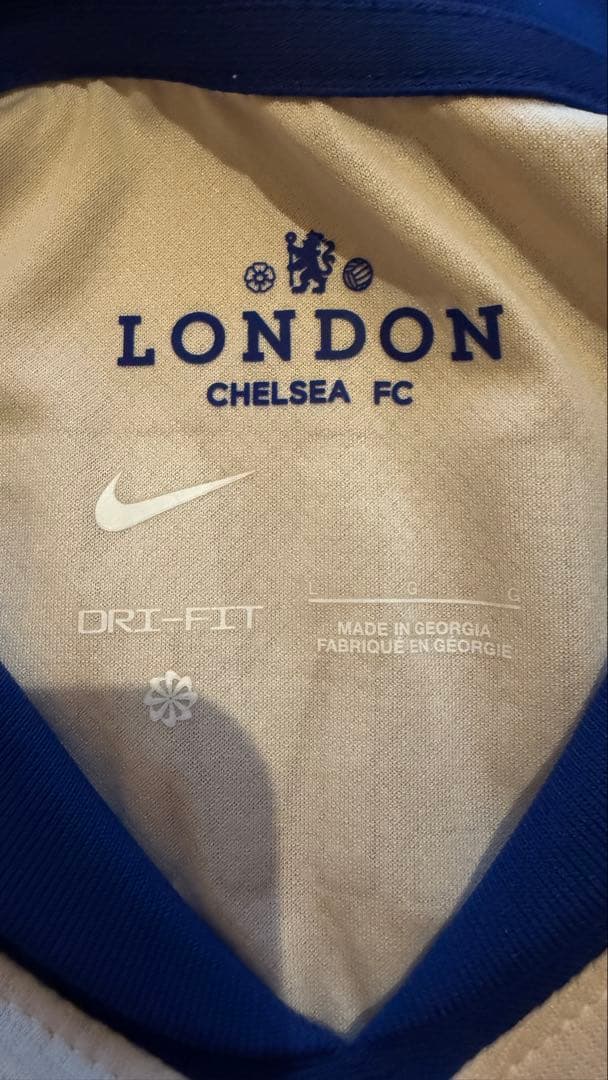 LONDON
CHELSEA FC
L G G
DRI-FIT
MADE IN GEORGIA
FABRIQUÉ EN GÉORGIE